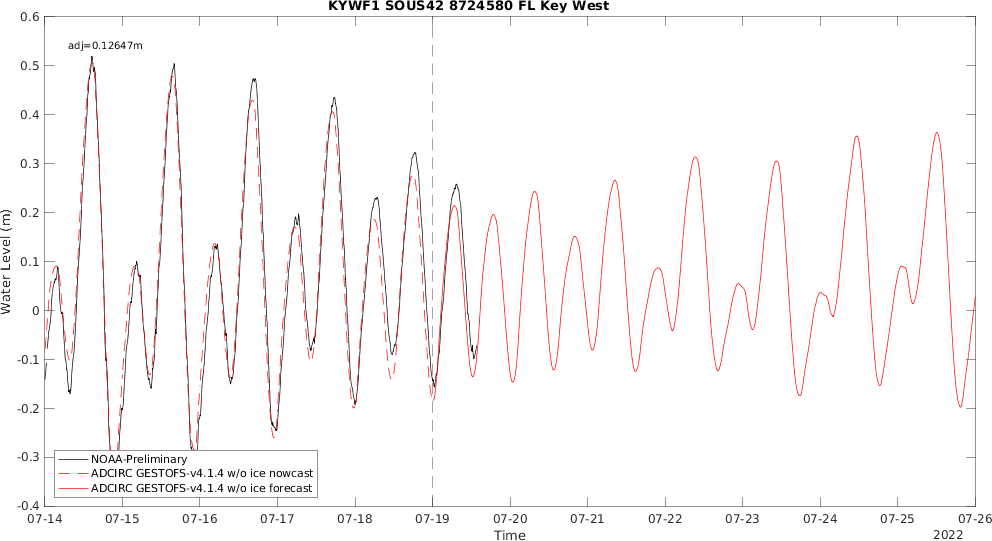 KYWF1 SOUS42 8724580 FL Key West
adj=0.12647m
0.6
0.5
0.4
0.3
0.2
0.1
0
-0.1
-0.2
-0.3
-0.4
Water Level (m)
NOAA-Preliminary
ADCIRC GESTOFS-v4.1.4 w/o ice nowcast
ADCIRC GESTOFS-v4.1.4 w/o ice forecast
07-14 07-15 07-16 07-17 07-18 07-19 07-20 07-21 07-22 07-23 07-24 07-25 07-26
Time
2022